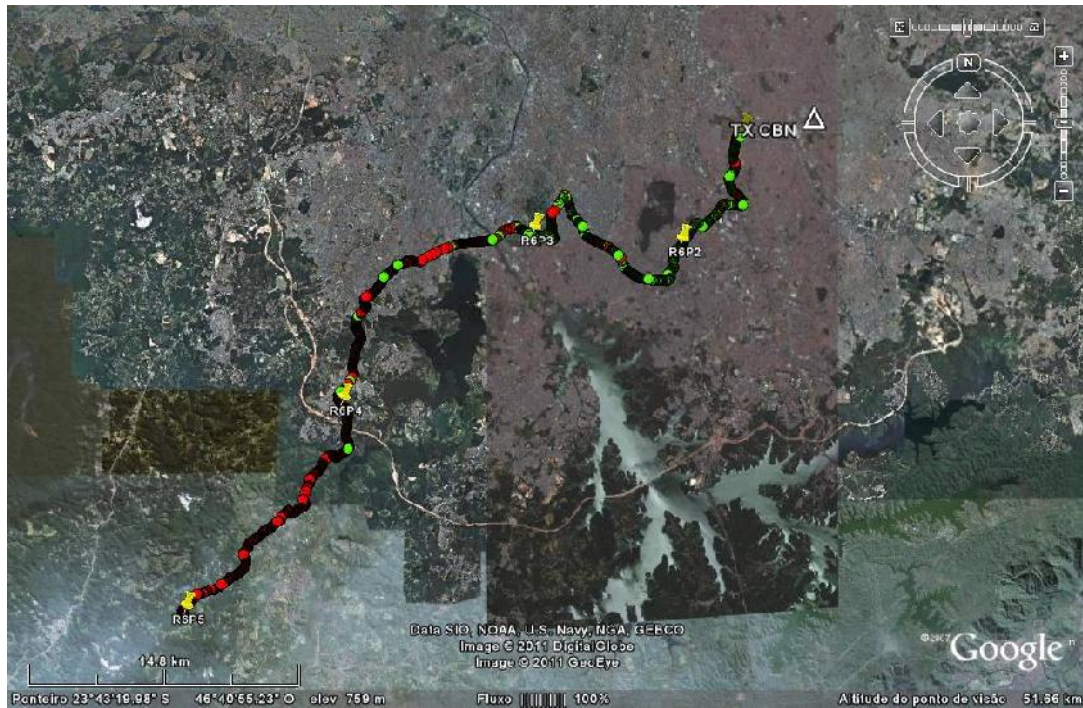 N
TX CBN
R6P3
R6P2
R6P4
R6P5
Data SIO, NOAA, U.S. Navy, NGA, GEBCO
Image © 2011 DigitalGlobe
Image © 2011 GeoEye
©2007 Google
14.8 km
Ponteiro 23°43'19.98" S 46°40'55.23" O elev 759 m Fluxo 100% Altitude do ponto de visão 51.66 km